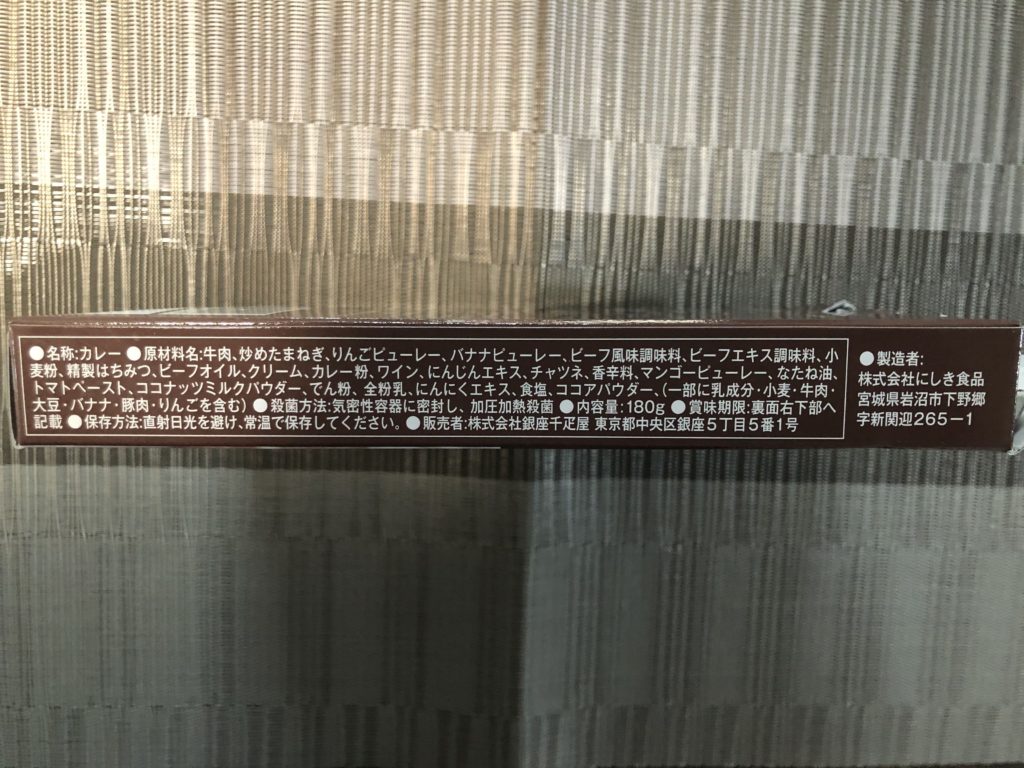 ●名称:カレー ●原材料名:牛肉、炒めたまねぎ、りんごピューレー、バナナピューレー、ビーフ風味調味料、ビーフエキス調味料、小
麦粉、精製はちみつ、ビーフオイル、クリーム、カレー粉、ワイン、にんじんエキス、チャツネ、香辛料、マンゴーピューレー、なたね油、
トマトペースト、ココナッツミルクパウダー、でん粉、全粉乳、にんにくエキス、食塩、ココアパウダー、(一部に乳成分・小麦・牛肉・
大豆・バナナ・豚肉・りんごを含む) ●殺菌方法:気密性容器に密封し、加圧加熱殺菌 ●内容量:180g ●賞味期限:裏面右下部へ
記載 ●保存方法:直射日光を避け、常温で保存してください。 ●販売者:株式会社銀座千疋屋 東京都中央区銀座5丁目5番1号
●製造者:
株式会社にしき食品
宮城県岩沼市下野郷
字新関迎265−1